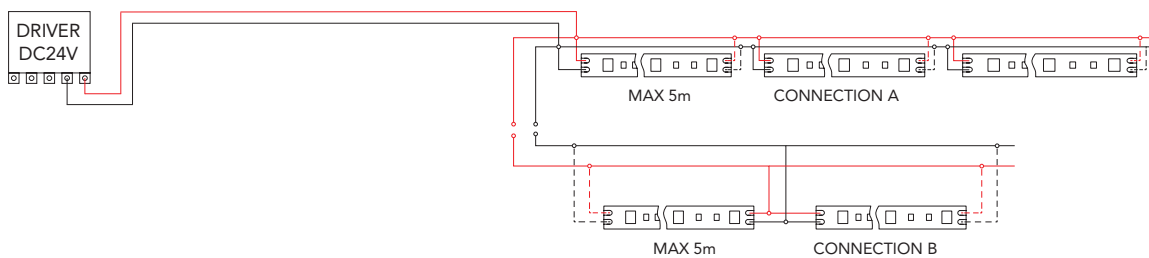 DRIVER
DC24V
MAX 5m
CONNECTION A
MAX 5m
CONNECTION B